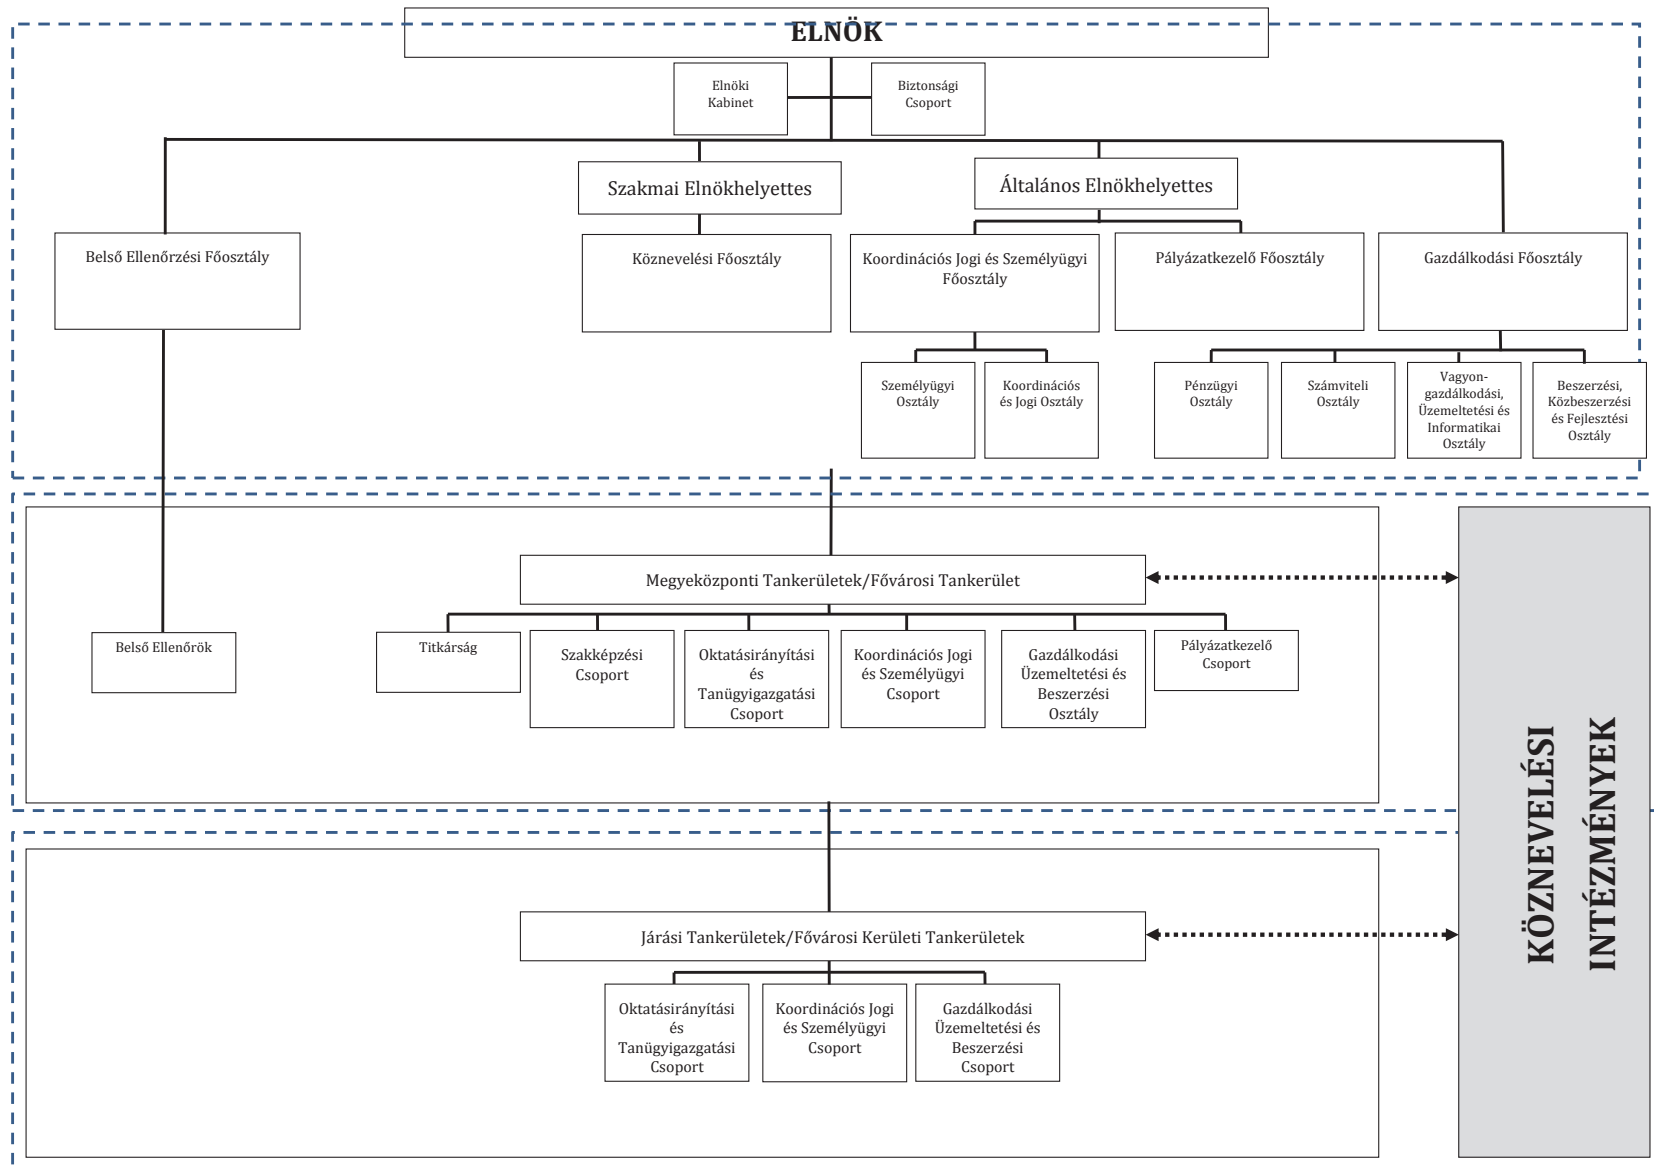 ELNÖK
Elnöki
Kabinet
Biztonsági
Csoport
Szakmai Elnökhelyettes
Általános Elnökhelyettes
Belső Ellenőrzési Főosztály
Köznevelési Főosztály
Koordinációs Jogi és Személyügyi
Főosztály
Pályázatkezelő Főosztály
Gazdálkodási Főosztály
Személyügyi
Osztály
Koordinációs
és Jogi Osztály
Pénzügyi
Osztály
Számviteli
Osztály
Vagyon-
gazdálkodási,
Üzemeltetési és
Informatikai
Osztály
Beszerzési,
Közbeszerzési
és Fejlesztési
Osztály
Megyeközponti Tankerületek/Fővárosi Tankerület
Belső Ellenőrök
Titkárság
Szakképzési
Csoport
Oktatásirányítási
és
Tanügyigazgatási
Csoport
Koordinációs Jogi
és Személyügyi
Csoport
Gazdálkodási
Üzemeltetési és
Beszerzési
Osztály
Pályázatkezelő
Csoport
KÖZNEVELÉSI
INTÉZMÉNYEK
Járási Tankerületek/Fővárosi Kerületi Tankerületek
Oktatásirányítási
és
Tanügyigazgatási
Csoport
Koordinációs Jogi
és Személyügyi
Csoport
Gazdálkodási
Üzemeltetési és
Beszerzési
Csoport